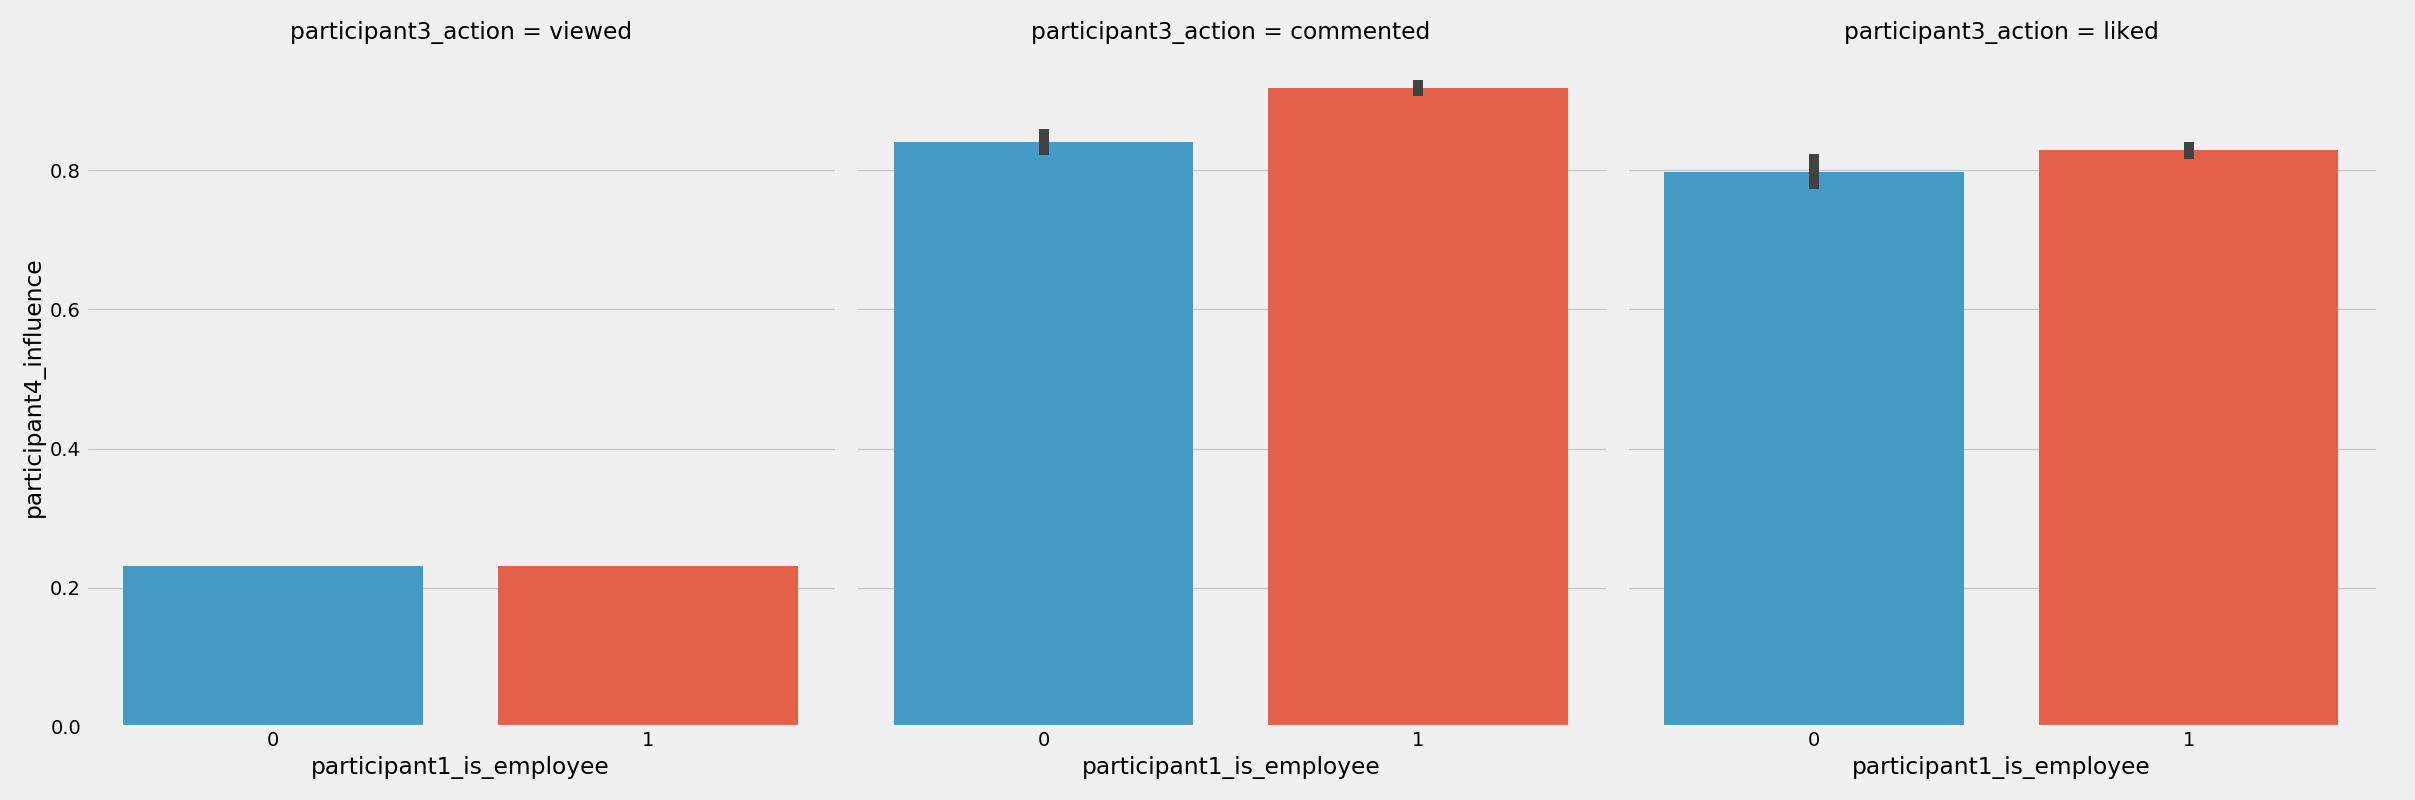 participant3_action = viewed
participant3_action = commented
participant3_action = liked
participant4_influence
0.8
0.6
0.4
0.2
0.0
0
1
0
1
0
1
participant1_is_employee
participant1_is_employee
participant1_is_employee